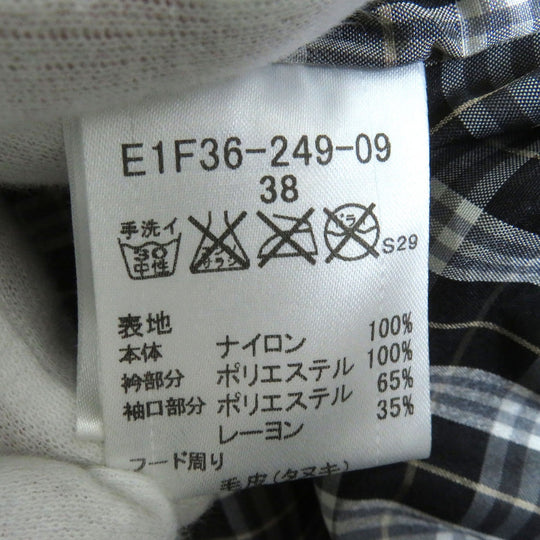 E1F36-249-09
38
手洗イ
30
中性
エンソ
サラシ
ドライ
S29
表地
本体 ナイロン 100%
衿部分 ポリエステル 100%
袖口部分 ポリエステル 65%
レーヨン 35%
フード周り
毛皮(タヌキ)